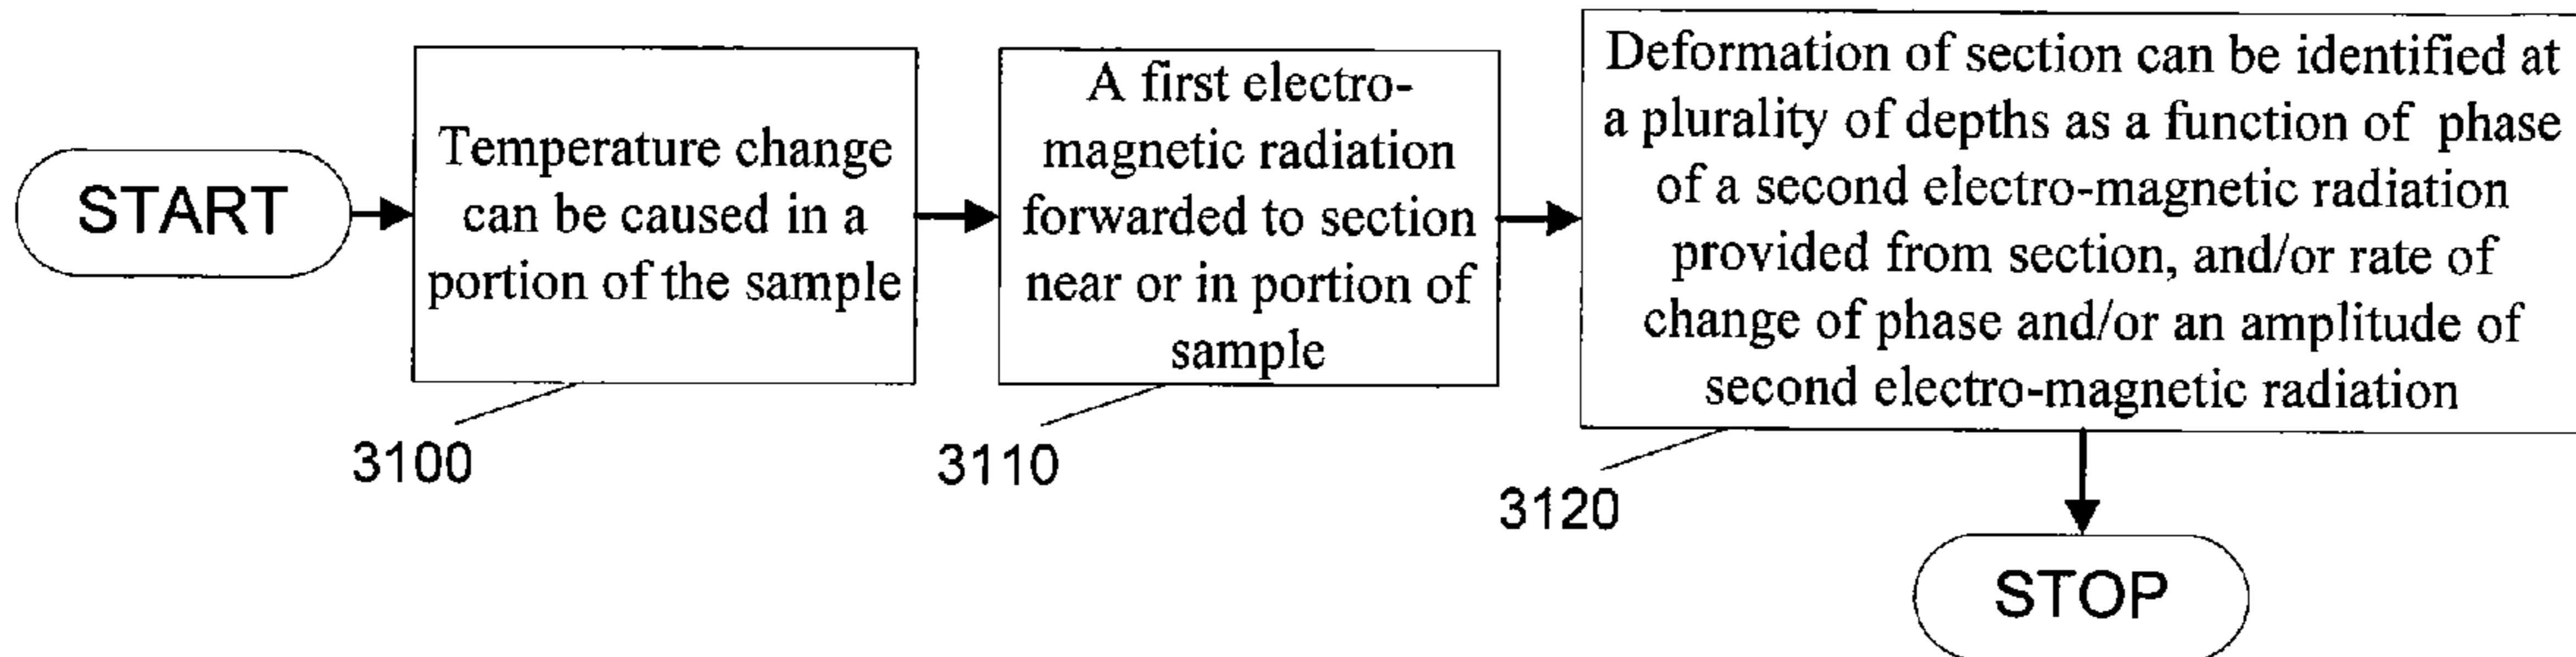 START
Temperature change
can be caused in a
portion of the sample
3100
A first electro-
magnetic radiation
forwarded to section
near or in portion of
sample
3110
Deformation of section can be identified at
a plurality of depths as a function of phase
of a second electro-magnetic radiation
provided from section, and/or rate of
change of phase and/or an amplitude of
second electro-magnetic radiation
3120
STOP